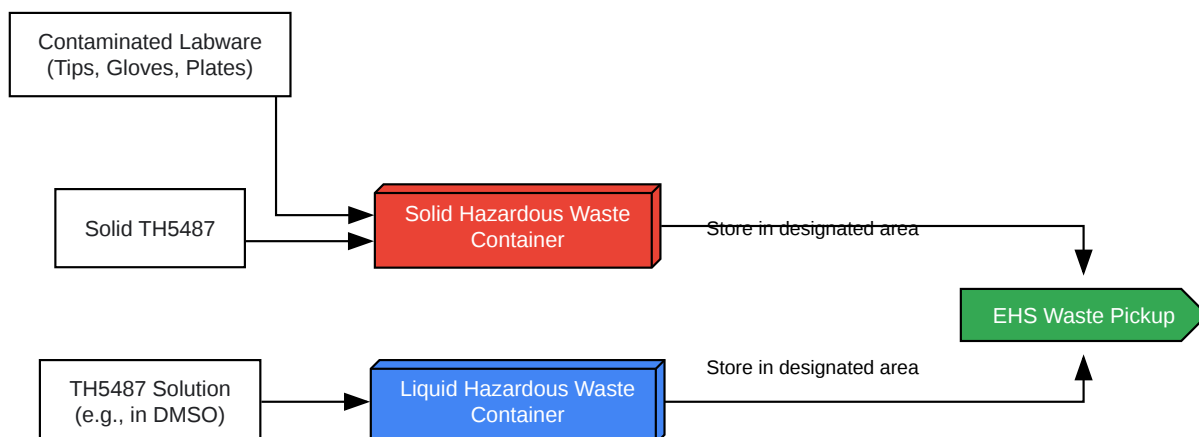 Contaminated Labware
(Tips, Gloves, Plates)
Solid TH5487
Solid Hazardous Waste
Container
Store in designated area
EHS Waste Pickup
TH5487 Solution
(e.g., in DMSO)
Liquid Hazardous Waste
Container
Store in designated area